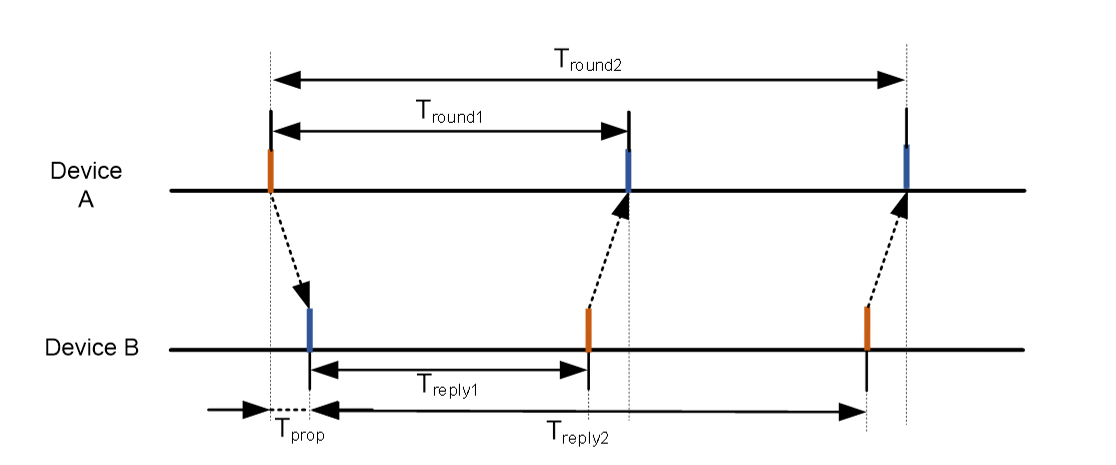 Tround2
Tround1
Device
A
Device B
Treply1
Tprop
Treply2